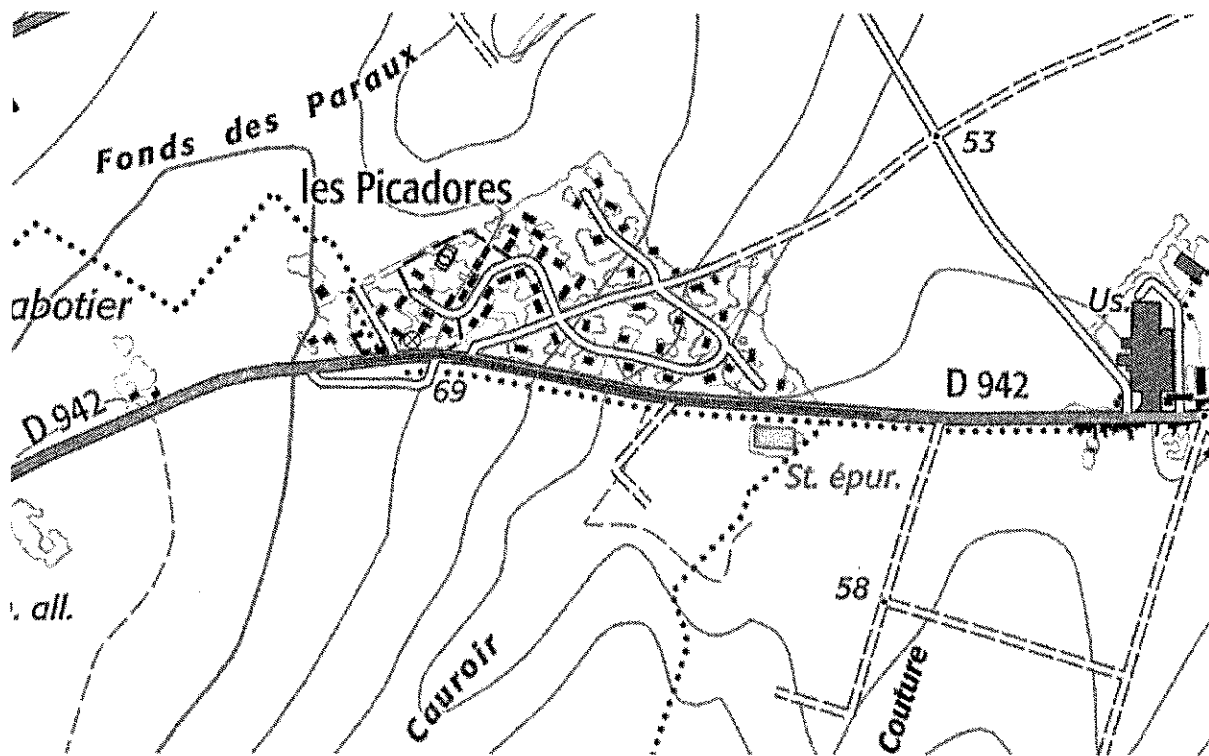 Fonds des Paraux
les Picadores
53
abotier
Us.
D 942
69
D 942
St. épur.
58
. all.
Cauroir
Couture